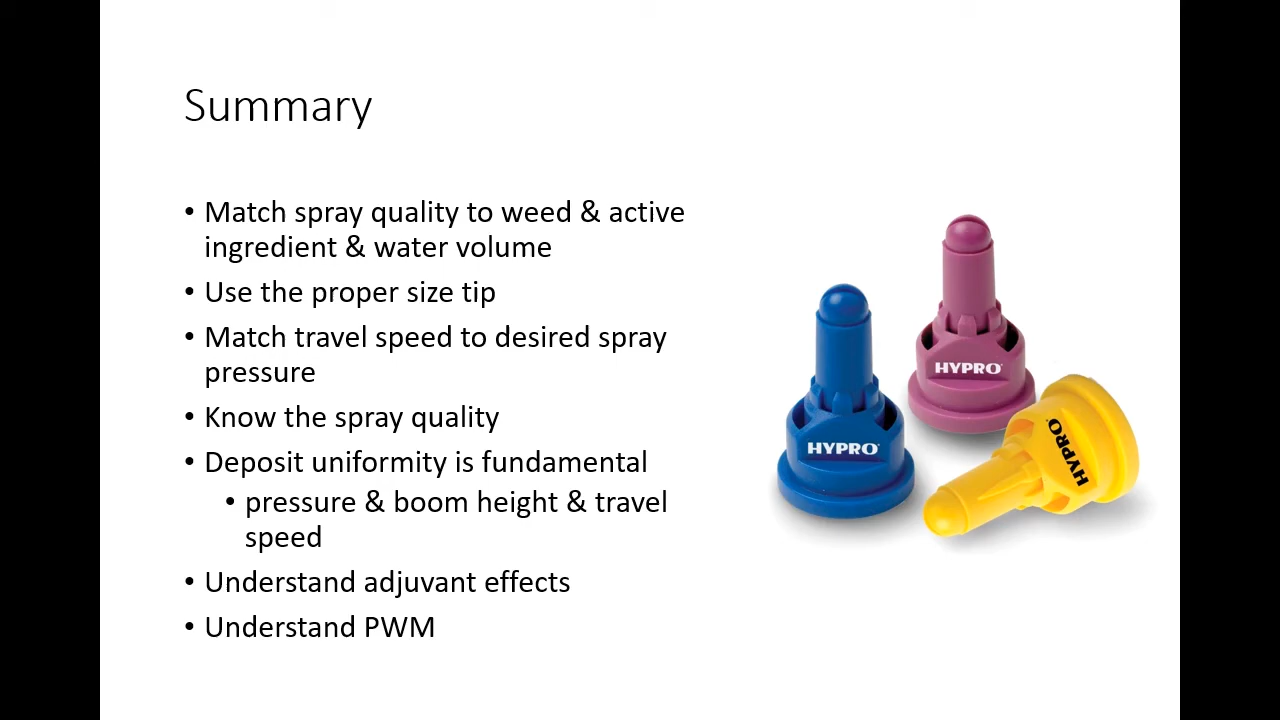 Summary
• Match spray quality to weed & active
ingredient & water volume
• Use the proper size tip
• Match travel speed to desired spray
pressure
• Know the spray quality
• Deposit uniformity is fundamental
• pressure & boom height & travel
speed
• Understand adjuvant effects
• Understand PWM
HYPRO
HYPRO
HYPRO